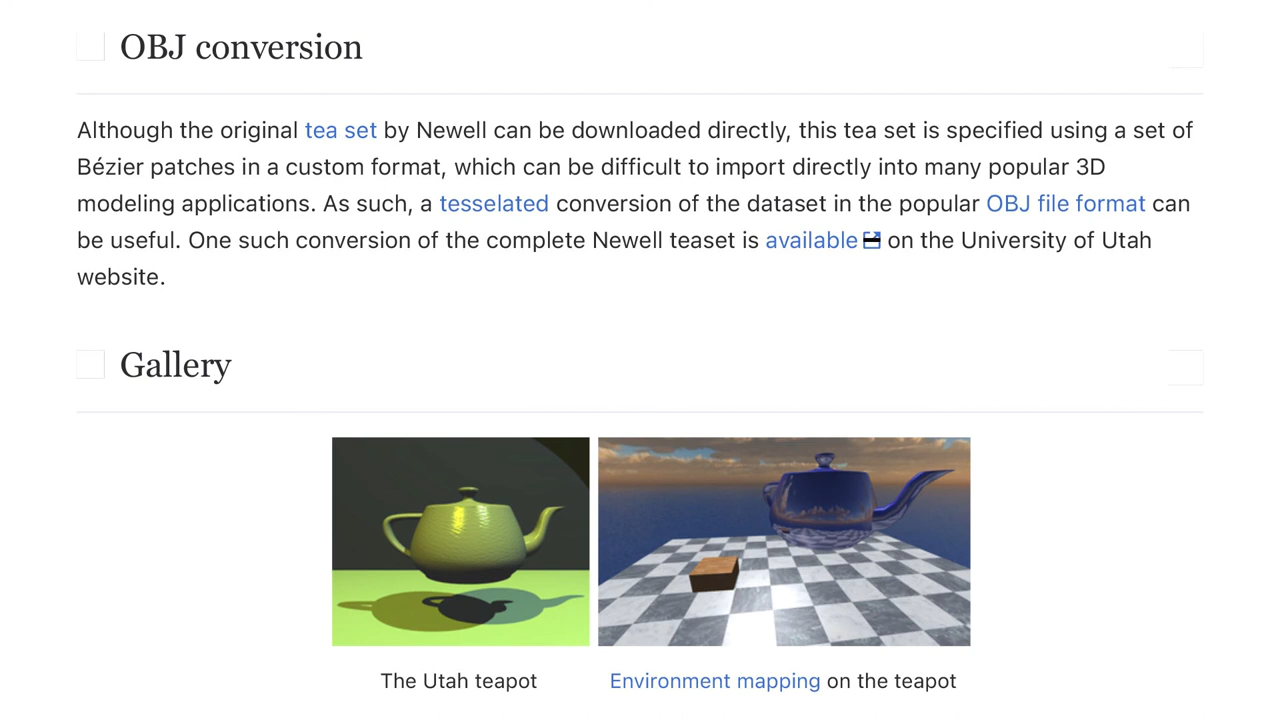 OBJ conversion
Although the original tea set by Newell can be downloaded directly, this tea set is specified using a set of
Bézier patches in a custom format, which can be difficult to import directly into many popular 3D
modeling applications. As such, a tesselated conversion of the dataset in the popular OBJ file format can
be useful. One such conversion of the complete Newell teaset is available on the University of Utah
website.
Gallery
The Utah teapot
Environment mapping on the teapot